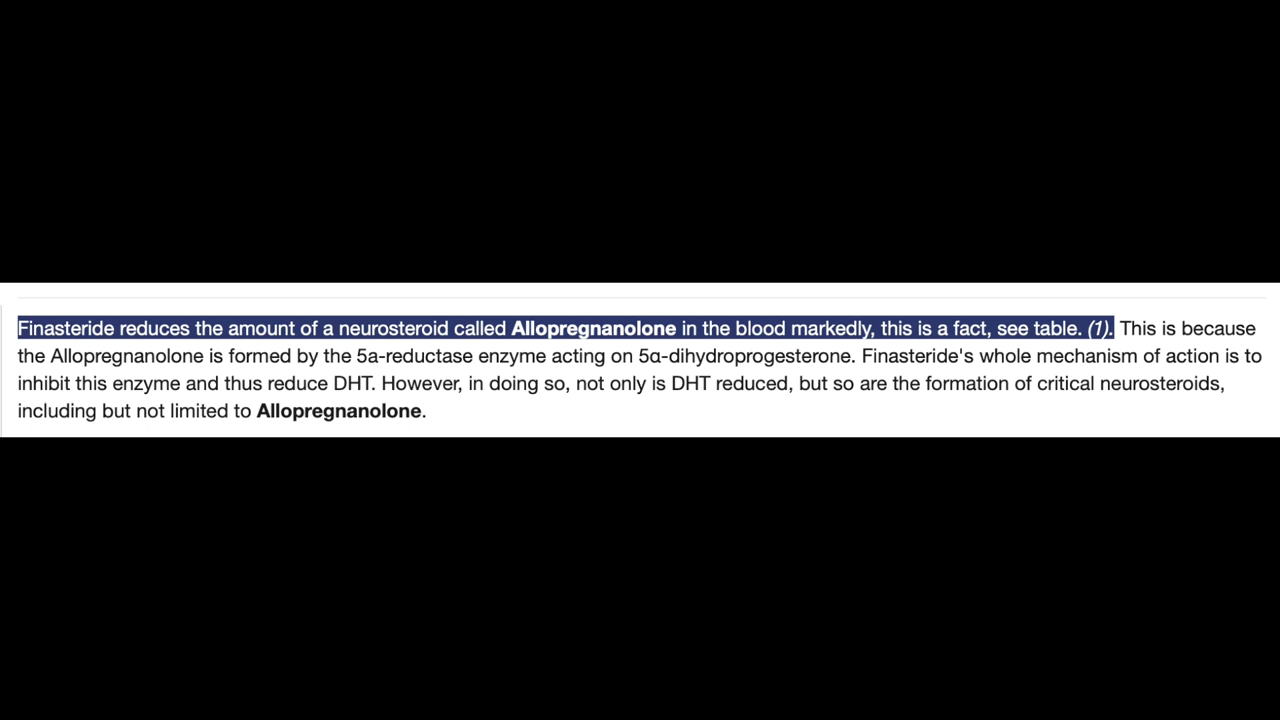 Finasteride reduces the amount of a neurosteroid called Allopregnanolone in the blood markedly, this is a fact, see table. (1). This is because
the Allopregnanolone is formed by the 5a-reductase enzyme acting on 5α-dihydroprogesterone. Finasteride's whole mechanism of action is to
inhibit this enzyme and thus reduce DHT. However, in doing so, not only is DHT reduced, but so are the formation of critical neurosteroids,
including but not limited to Allopregnanolone.